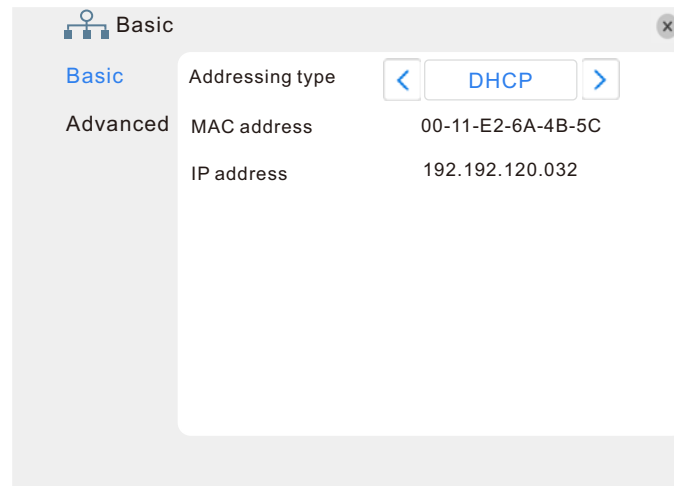 Basic
Basic
Addressing type DHCP
Advanced
MAC address 00-11-E2-6A-4B-5C
IP address 192.192.120.032